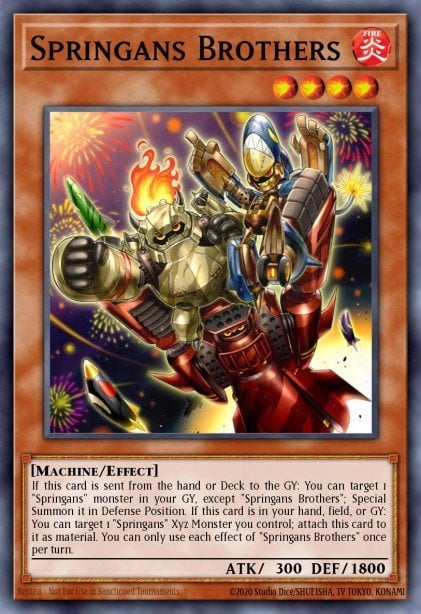 Springans Brothers
FIRE
炎
[Machine/Effect]
If this card is sent from the hand or Deck to the GY: You can target 1
"Springans" monster in your GY, except "Springans Brothers"; Special
Summon it in Defense Position. If this card is in your hand, field, or GY:
You can target 1 "Springans" Xyz Monster you control; attach this card to
it as material. You can only use each effect of "Springans Brothers" once
per turn.
ATK/ 300 DEF/1800
Replica - Not For Use in Sanctioned Tournaments
©2020 Studio Dice/SHUEISHA, TV TOKYO, KONAMI